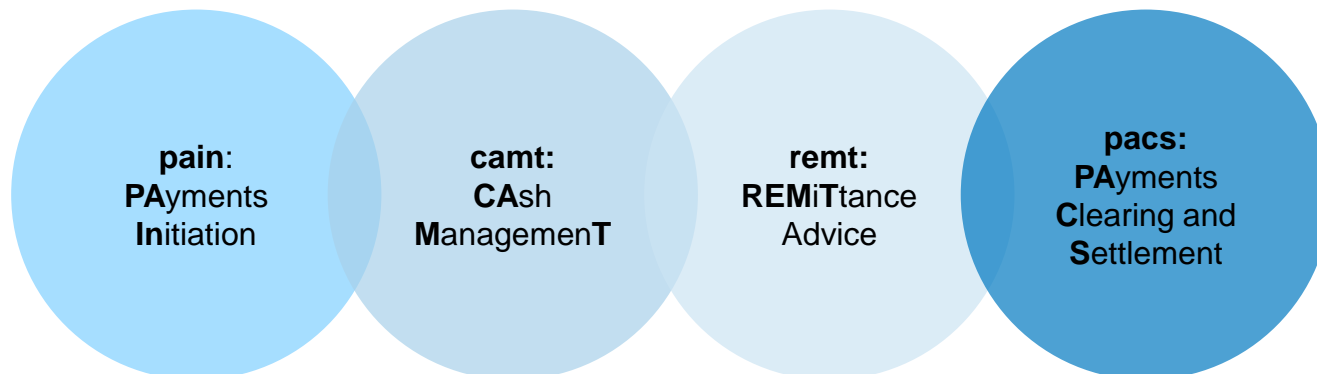 pain:
PAyments
Initiation
camt:
CAsh
ManagemenT
remt:
REMiTtance
Advice
pacs:
PAyments
Clearing and
Settlement